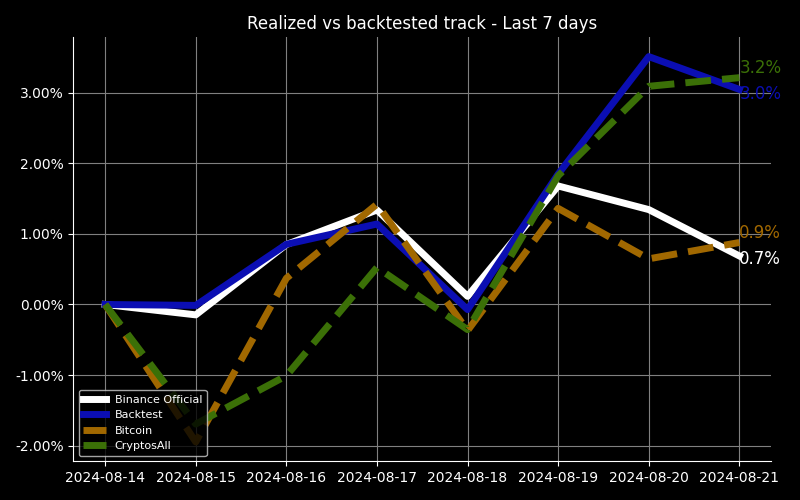 Realized vs backtested track - Last 7 days
3.2%
3.0%
3.00%
2.00%
1.00%
0.9%
0.7%
0.00%
-1.00%
-2.00%
Binance Official
Backtest
Bitcoin
CryptosAll
2024-08-14 2024-08-15 2024-08-16 2024-08-17 2024-08-18 2024-08-19 2024-08-20 2024-08-21